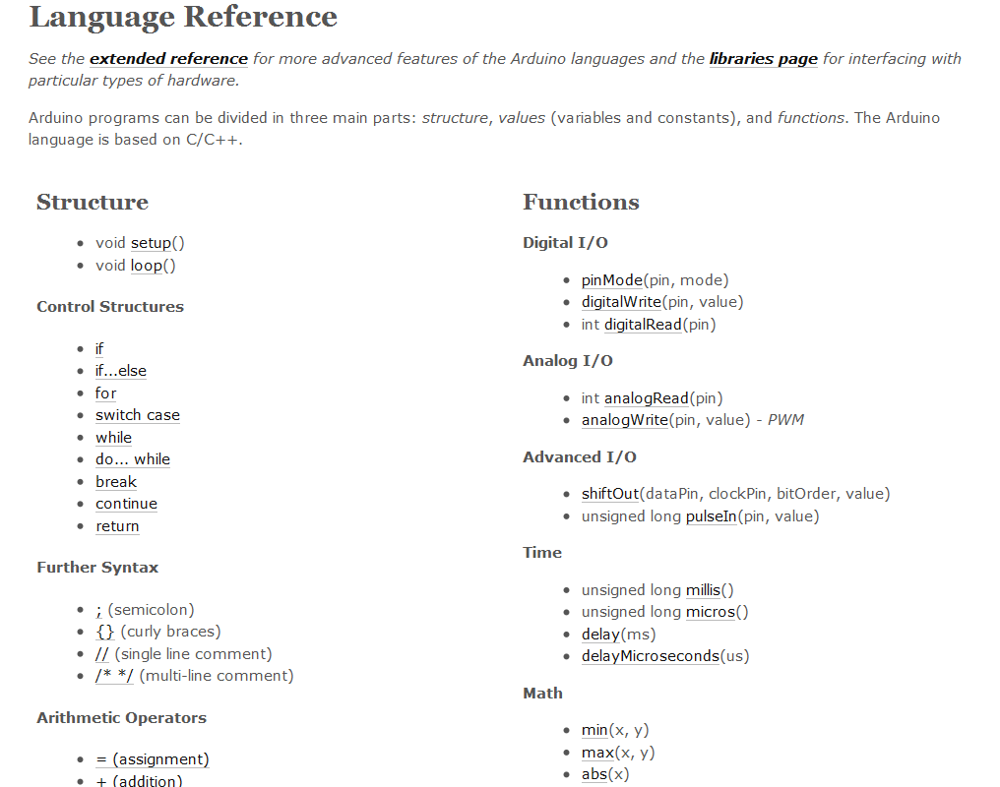 Language Reference
See the extended reference for more advanced features of the Arduino languages and the libraries page for interfacing with
particular types of hardware.
Arduino programs can be divided in three main parts: structure, values (variables and constants), and functions. The Arduino
language is based on C/C++.
Structure
void setup()
void loop()
Control Structures
if
if...else
for
switch case
while
do... while
break
continue
return
Further Syntax
; (semicolon)
{} (curly braces)
// (single line comment)
/* */ (multi-line comment)
Arithmetic Operators
= (assignment)
+ (addition)
Functions
Digital I/O
pinMode(pin, mode)
digitalWrite(pin, value)
int digitalRead(pin)
Analog I/O
int analogRead(pin)
analogWrite(pin, value) - PWM
Advanced I/O
shiftOut(dataPin, clockPin, bitOrder, value)
unsigned long pulseIn(pin, value)
Time
unsigned long millis()
unsigned long micros()
delay(ms)
delayMicroseconds(us)
Math
min(x, y)
max(x, y)
abs(x)